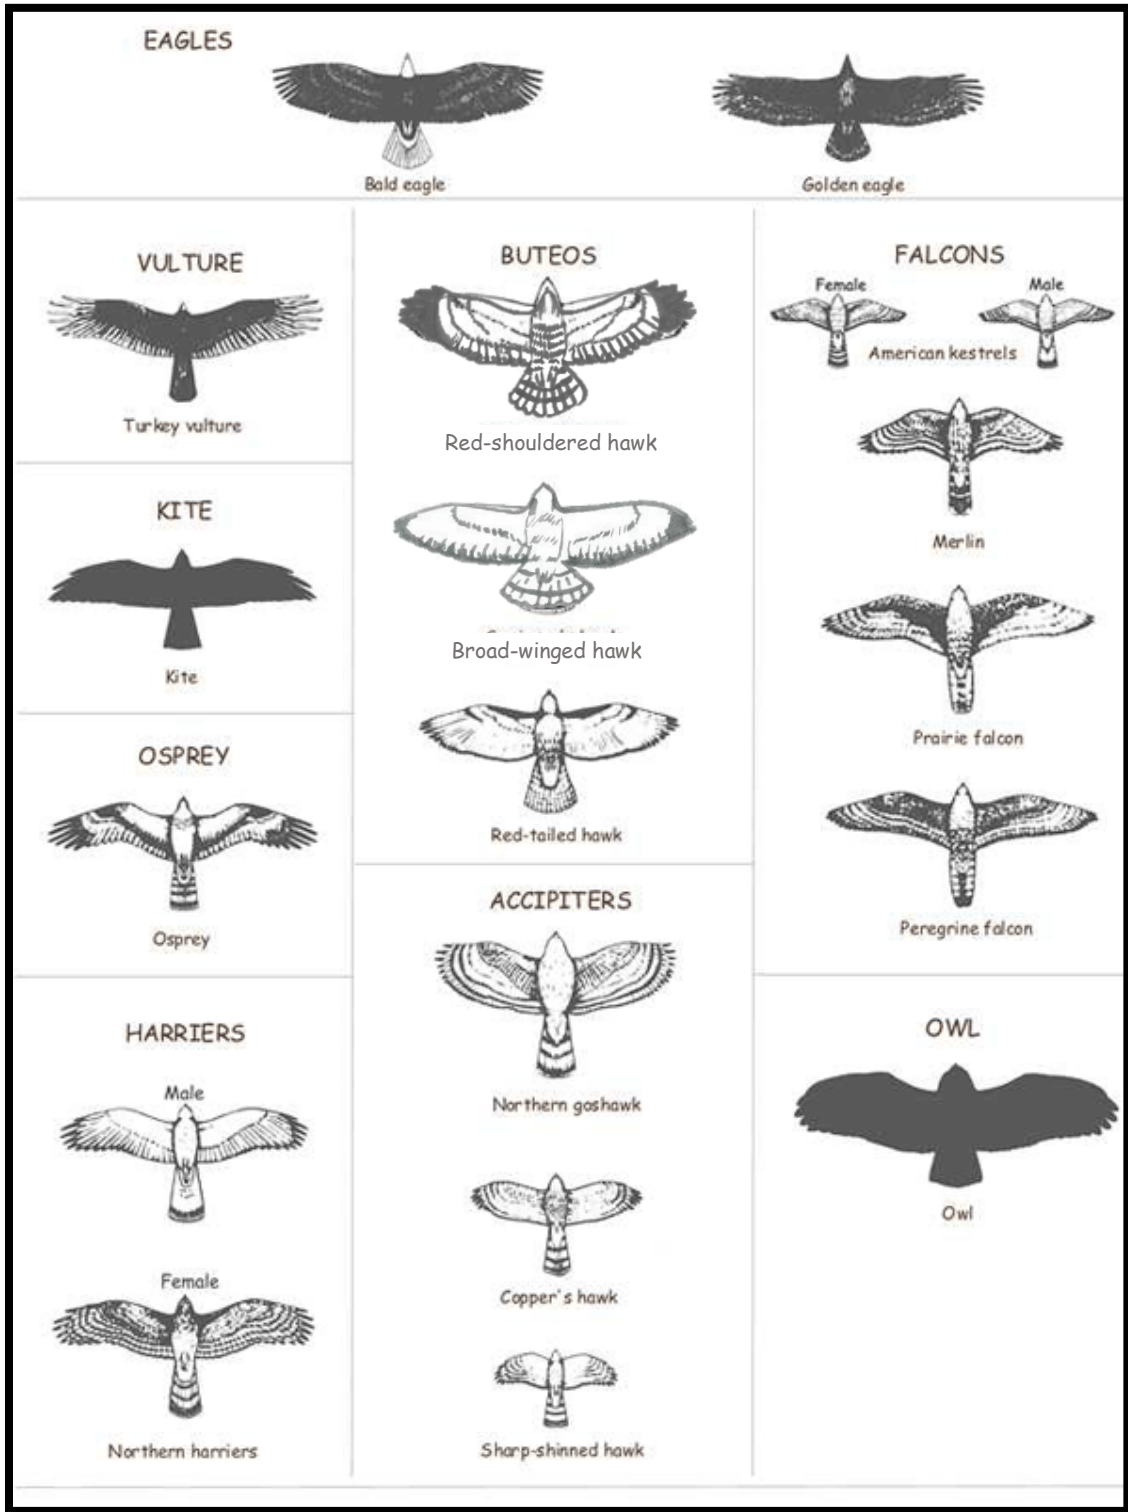 EAGLES
Bald eagle
Golden eagle
VULTURE
Turkey vulture
KITE
Kite
OSPREY
Osprey
HARRIERS
Male
Female
Northern harriers
BUTEOS
Red-shouldered hawk
Broad-winged hawk
Red-tailed hawk
ACCIPITERS
Northern goshawk
Copper's hawk
Sharp-shinned hawk
FALCONS
Female
Male
American kestrels
Merlin
Prairie falcon
Peregrine falcon
OWL
Owl